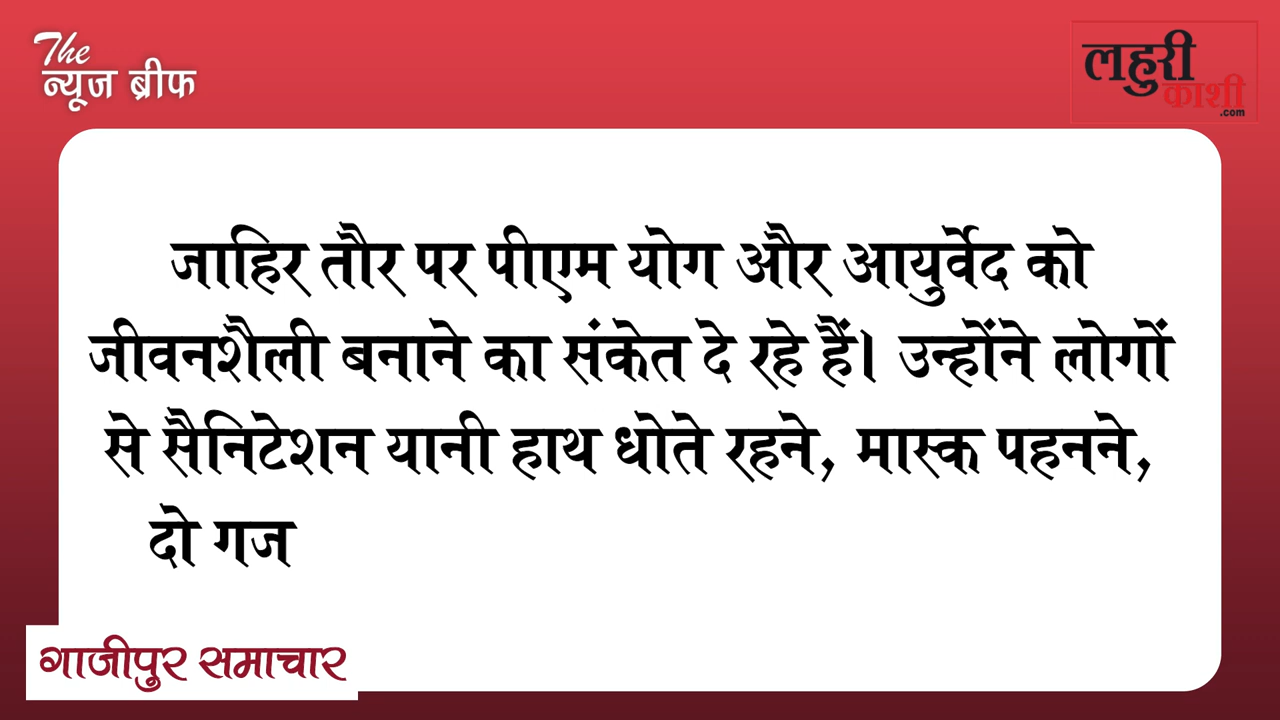 The
न्यूज ब्रीफ
लहुरी
काशी
.com
जाहिर तौर पर पीएम योग और आयुर्वेद को
जीवनशैली बनाने का संकेत दे रहे हैं। उन्होंने लोगों
से सैनिटेशन यानी हाथ धोते रहने, मास्क पहनने,
दो गज
गाजीपुर समाचार